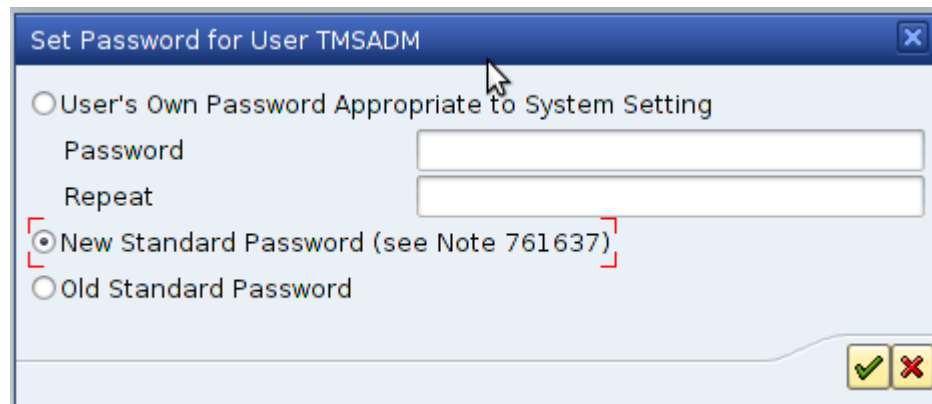 Set Password for User TMSADM
User's Own Password Appropriate to System Setting
Password
Repeat
New Standard Password (see Note 761637)
Old Standard Password